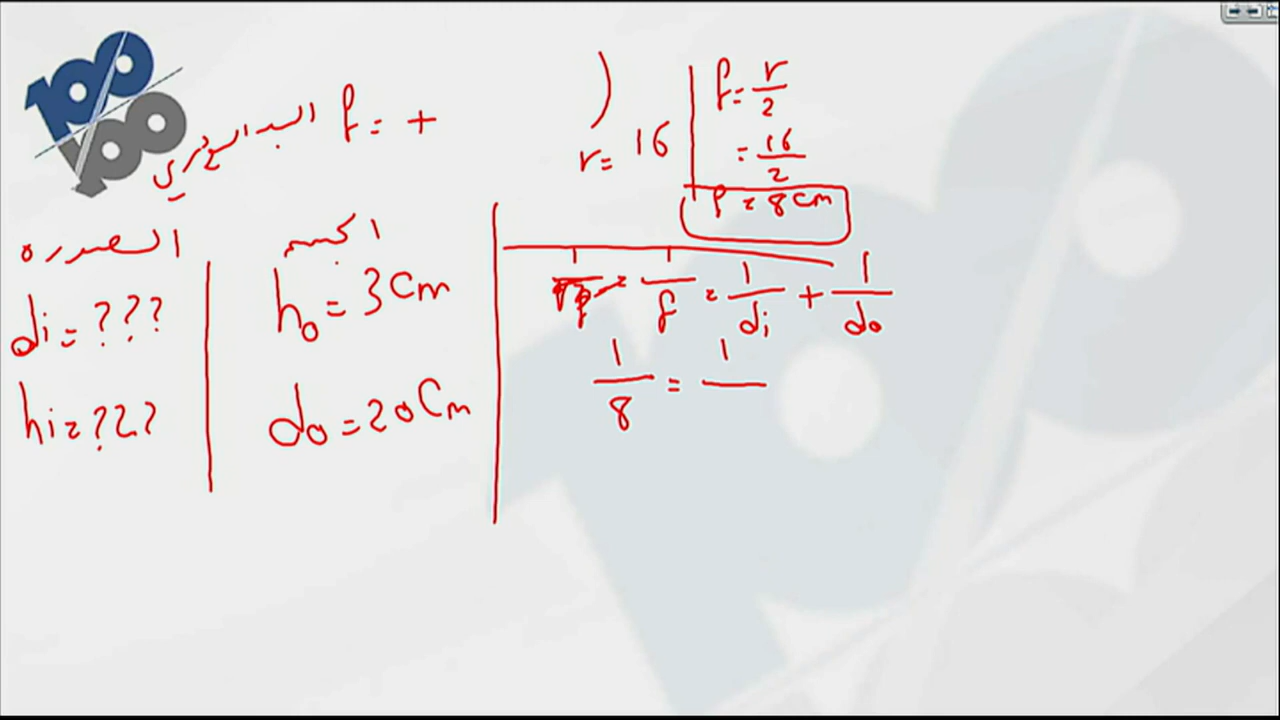 100
100
البعد البؤري f = +
)
r = 16
f = r/2
= 16/2
f = 8 cm
الصورة
di = ???
hi = ???
الجسم
ho = 3 cm
do = 20 cm
1/f = 1/di + 1/do
1/8 = 1/